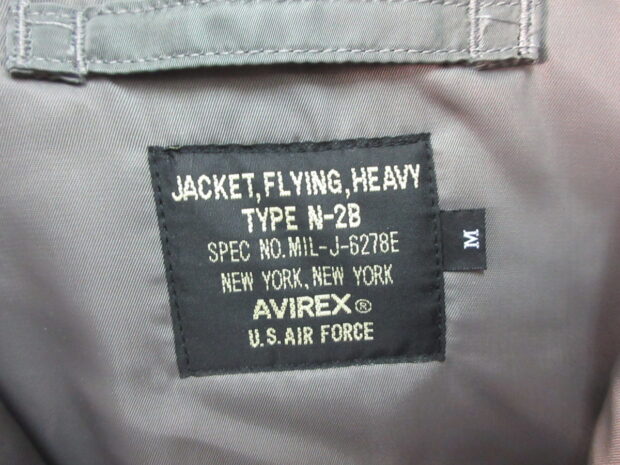 JACKET,FLYING,HEAVY
TYPE N-2B
SPEC NO.MIL-J-6278E
NEW YORK,NEW YORK
AVIREX®
U.S.AIR FORCE
M